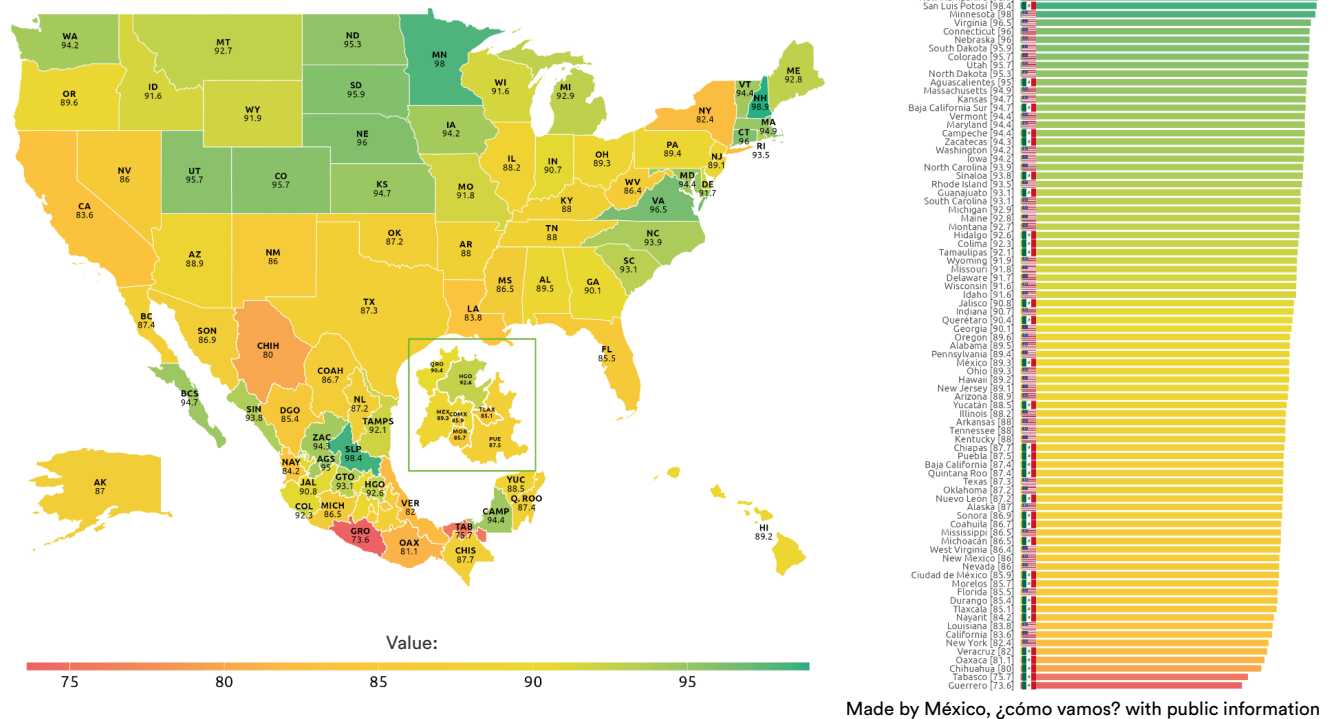 WA
94.2
MT
92.7
ND
95.3
MN
98
OR
89.6
ID
91.6
WY
91.9
SD
95.9
WI
91.6
MI
92.9
NY
82.4
VT
94.4
NH
98.9
ME
92.8
NE
96
IA
94.2
CT
96
MA
94.9
RI
93.5
NV
86
UT
95.7
CO
95.7
KS
94.7
MO
91.8
IL
88.2
IN
90.7
OH
89.3
PA
89.4
NJ
89.1
MD
94.4
DE
91.7
WV
86.4
VA
96.5
KY
88
CA
83.6
AZ
88.9
NM
86
OK
87.2
AR
88
TN
88
NC
93.9
SC
93.1
TX
87.3
LA
83.8
MS
86.5
AL
89.5
GA
90.1
FL
85.5
BC
87.4
SON
86.9
CHIH
80
COAH
86.7
BCS
94.7
SIN
93.8
DGO
85.4
NL
87.2
TAMPS
92.1
ZAC
94.3
SLP
98.4
AGS
95
NAY
84.2
JAL
90.8
GTO
93.1
HGO
92.6
COL
92.3
MICH
86.5
GRO
73.6
OAX
81.1
VER
82
TAB
75.7
CHIS
87.7
CAMP
94.4
YUC
88.5
Q. ROO
87.4
QRO
90.4
HGO
92.6
MEX
89.3
CDMX
85.9
TLAX
85.1
MOR
85.7
PUE
87.5
AK
87
HI
89.2
Value:
75 80 85 90 95
San Luis Potosí [98.4]
Minnesota [98]
Virginia [96.5]
Connecticut [96]
Nebraska [96]
South Dakota [95.9]
Colorado [95.7]
Utah [95.7]
North Dakota [95.3]
Aguascalientes [95]
Massachusetts [94.9]
Kansas [94.7]
Baja California Sur [94.7]
Vermont [94.4]
Maryland [94.4]
Campeche [94.4]
Zacatecas [94.3]
Washington [94.2]
Iowa [94.2]
North Carolina [93.9]
Sinaloa [93.8]
Rhode Island [93.5]
Guanajuato [93.1]
South Carolina [93.1]
Michigan [92.9]
Maine [92.8]
Montana [92.7]
Hidalgo [92.6]
Colima [92.3]
Tamaulipas [92.1]
Wyoming [91.9]
Missouri [91.8]
Delaware [91.7]
Wisconsin [91.6]
Idaho [91.6]
Jalisco [90.8]
Indiana [90.7]
Querétaro [90.4]
Georgia [90.1]
Oregon [89.6]
Alabama [89.5]
Pennsylvania [89.4]
México [89.3]
Ohio [89.3]
Hawaii [89.2]
New Jersey [89.1]
Arizona [88.9]
Yucatán [88.5]
Illinois [88.2]
Arkansas [88]
Tennessee [88]
Kentucky [88]
Chiapas [87.7]
Puebla [87.5]
Baja California [87.4]
Quintana Roo [87.4]
Texas [87.3]
Oklahoma [87.2]
Nuevo León [87.2]
Alaska [87]
Sonora [86.9]
Coahuila [86.7]
Mississippi [86.5]
Michoacán [86.5]
West Virginia [86.4]
New Mexico [86]
Nevada [86]
Ciudad de México [85.9]
Morelos [85.7]
Florida [85.5]
Durango [85.4]
Tlaxcala [85.1]
Nayarit [84.2]
Louisiana [83.8]
California [83.6]
New York [82.4]
Veracruz [82]
Oaxaca [81.1]
Chihuahua [80]
Tabasco [75.7]
Guerrero [73.6]
Made by México, ¿cómo vamos? with public information